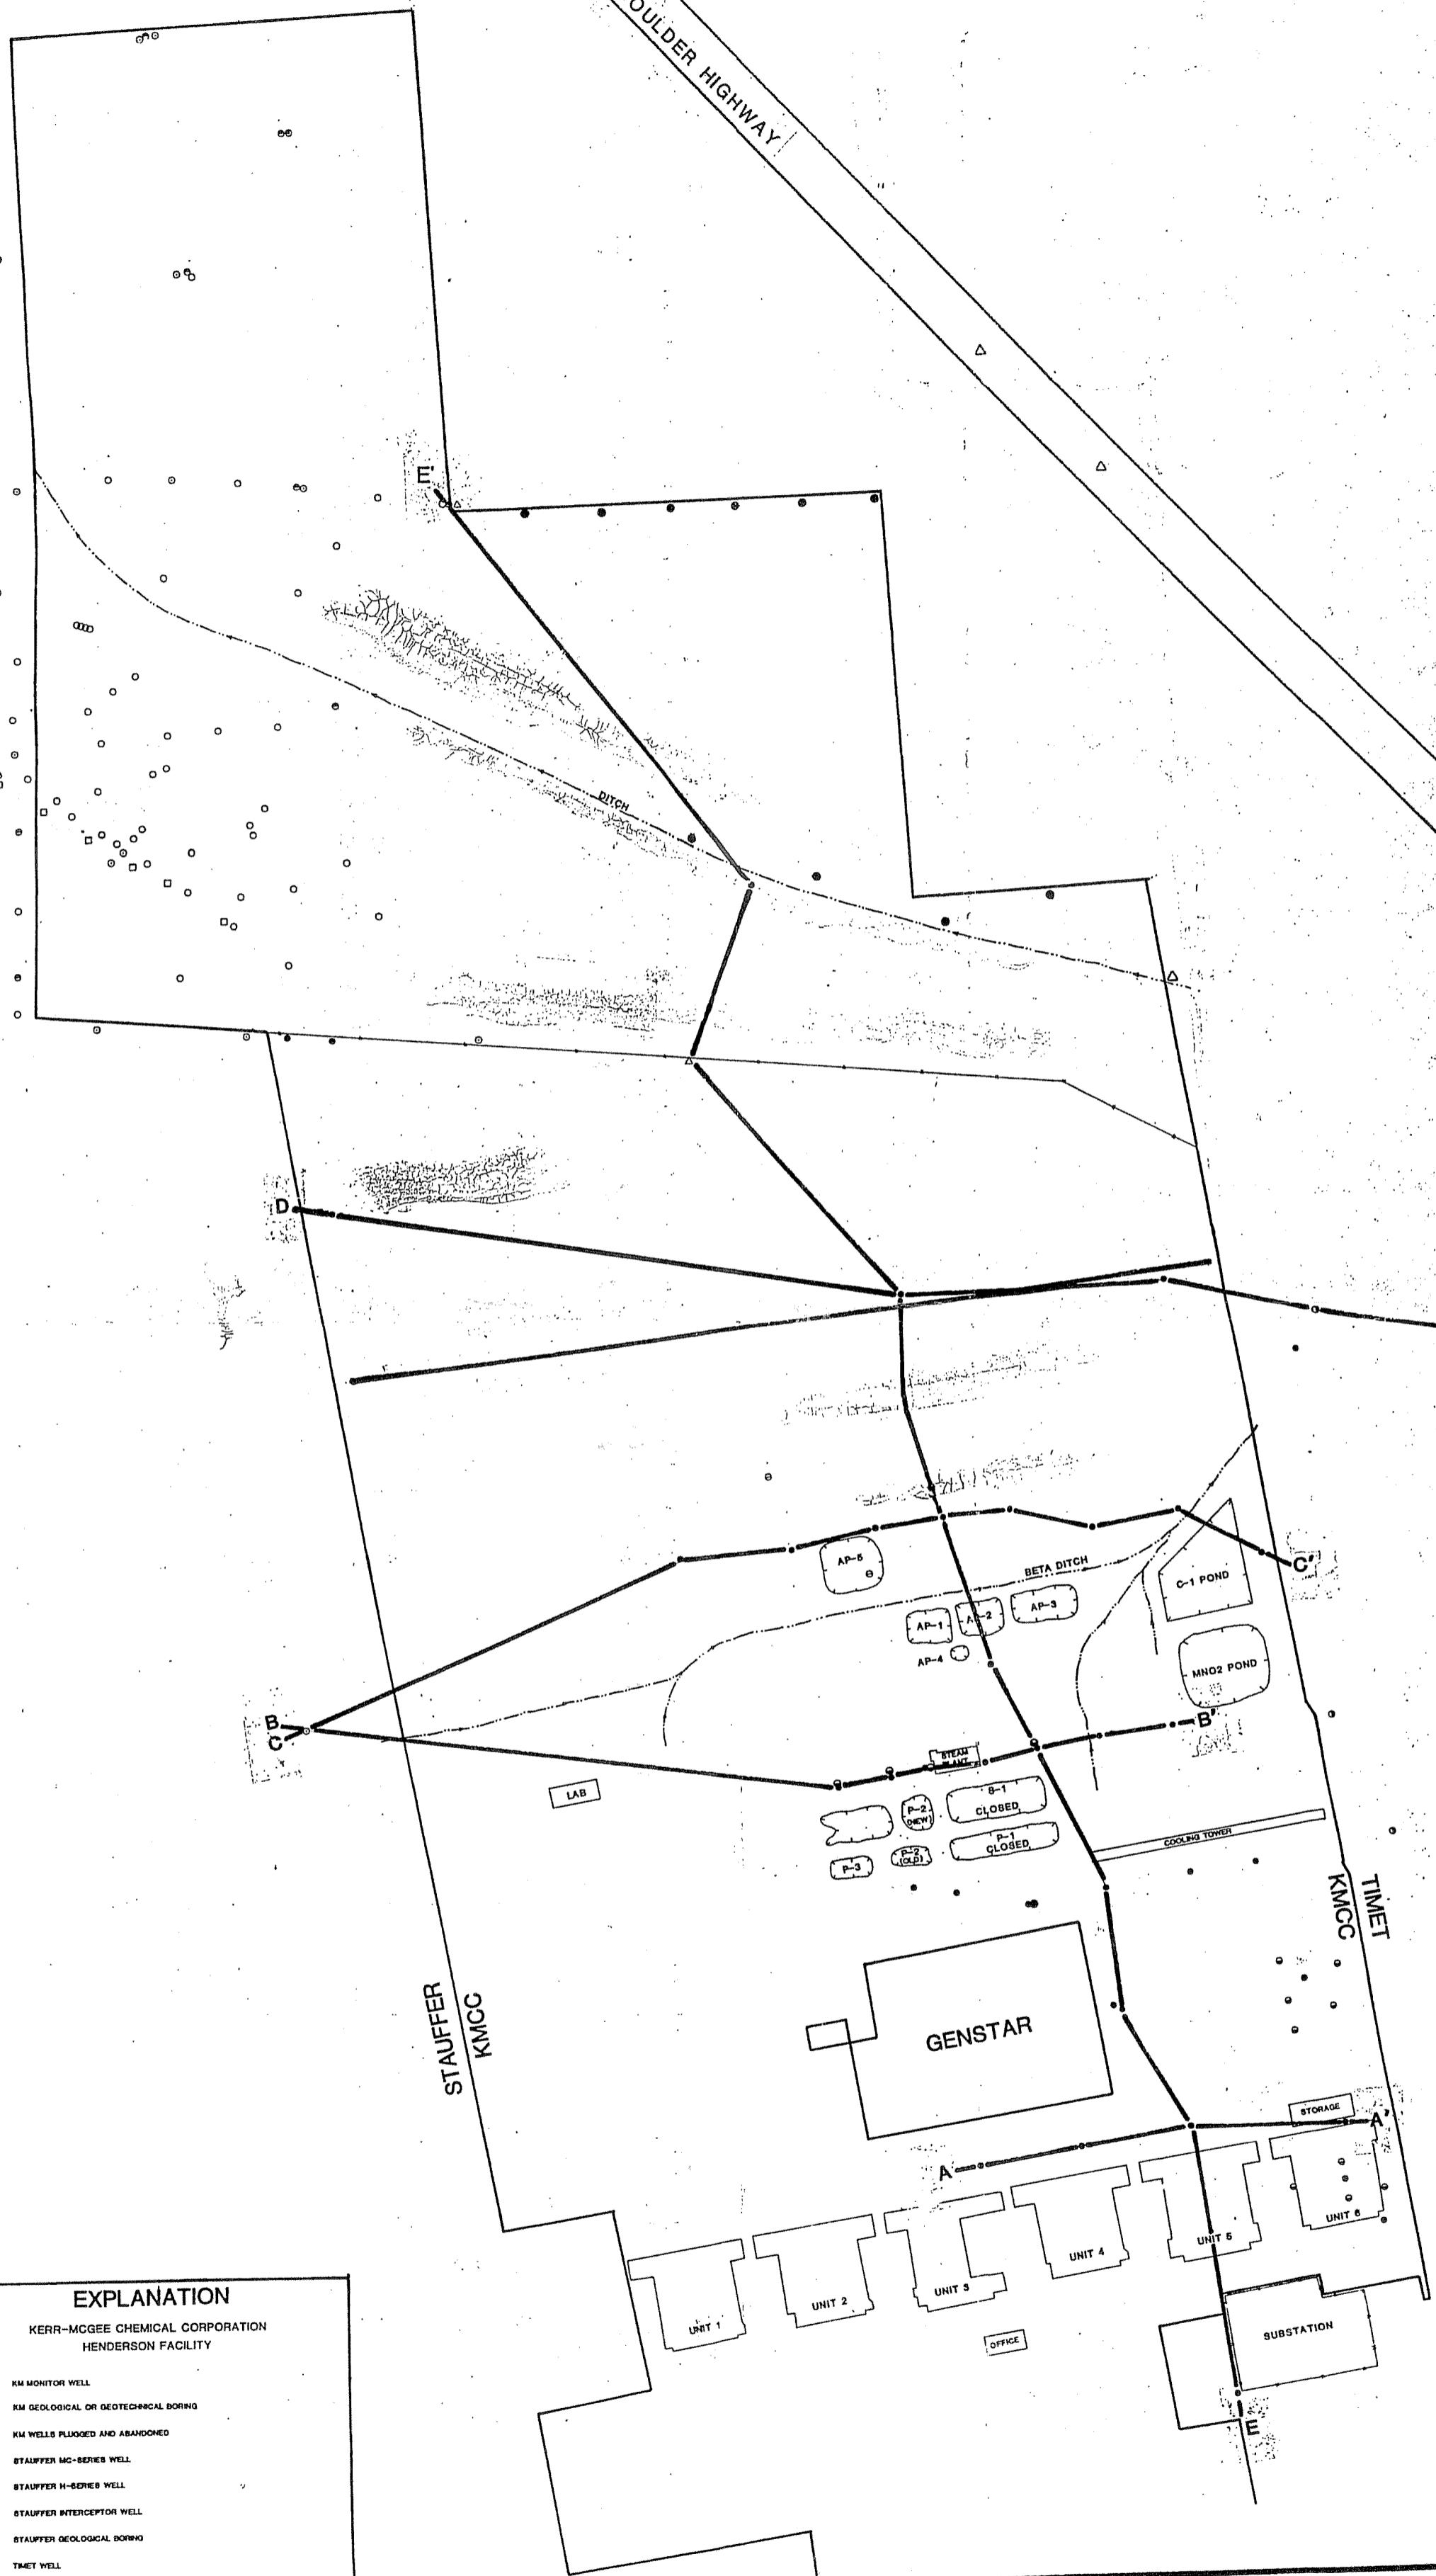 OULDER HIGHWAY
E'
DITCH
D
AP-5
BETA DITCH
C-1 POND
C'
AP-1
AP-3
AP-4
MNO2 POND
B
C
B'
STEAM
PLANT
LAB
P-2
(NEW)
S-1
CLOSED
P-1
CLOSED
P-3
P-2
(OLD)
COOLING TOWER
KMCC
TIMET
STAUFFER
KMCC
GENSTAR
STORAGE
A'
A
UNIT 1
UNIT 2
UNIT 3
UNIT 4
UNIT 5
UNIT 6
OFFICE
SUBSTATION
E
EXPLANATION
KERR-MCGEE CHEMICAL CORPORATION
HENDERSON FACILITY
KM MONITOR WELL
KM GEOLOGICAL OR GEOTECHNICAL BORING
KM WELLS PLUGGED AND ABANDONED
STAUFFER MC-SERIES WELL
STAUFFER H-SERIES WELL
STAUFFER INTERCEPTOR WELL
STAUFFER GEOLOGICAL BORING
TIMET WELL